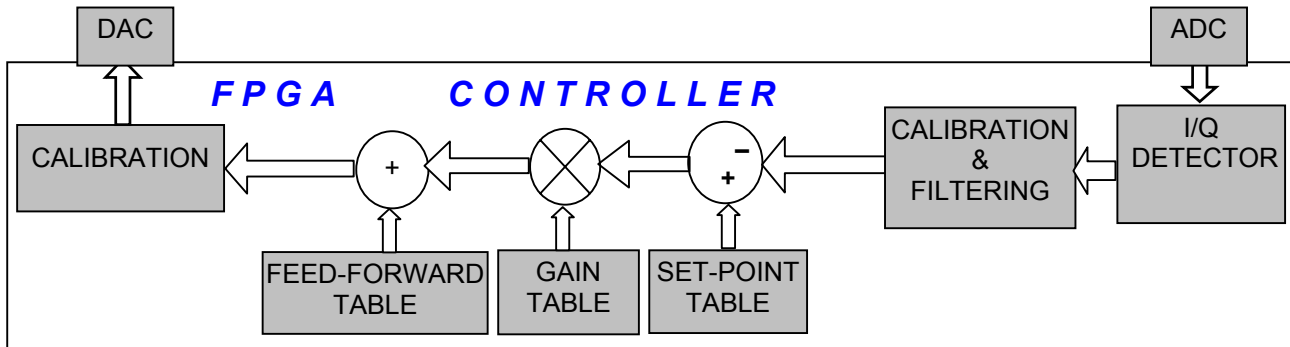 DAC
ADC
F P G A C O N T R O L L E R
CALIBRATION
+
−
+
CALIBRATION
&
FILTERING
I/Q
DETECTOR
FEED-FORWARD
TABLE
GAIN
TABLE
SET-POINT
TABLE